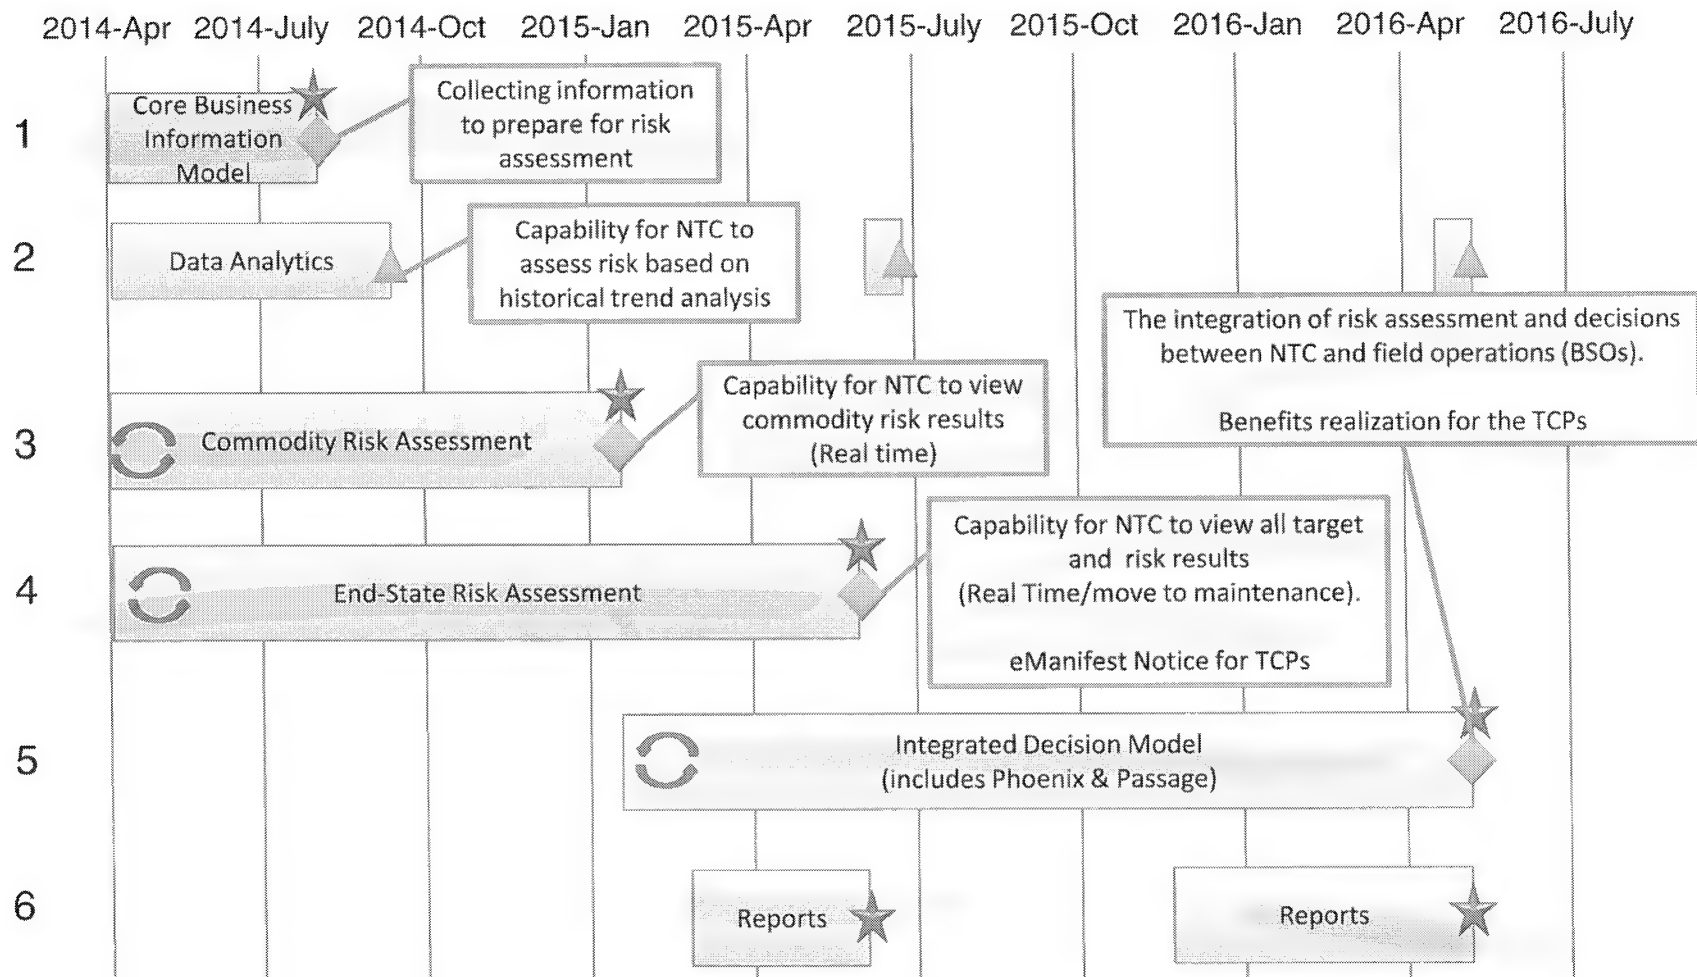 2014-Apr 2014-July 2014-Oct 2015-Jan 2015-Apr 2015-July 2015-Oct 2016-Jan 2016-Apr 2016-July
1
Core Business
Information
Model
Collecting information
to prepare for risk
assessment
2
Data Analytics
Capability for NTC to
assess risk based on
historical trend analysis
The integration of risk assessment and decisions
between NTC and field operations (BSOs).
Benefits realization for the TCPs
3
Commodity Risk Assessment
Capability for NTC to view
commodity risk results
(Real time)
4
End-State Risk Assessment
Capability for NTC to view all target
and risk results
(Real Time/move to maintenance).
eManifest Notice for TCPs
5
Integrated Decision Model
(includes Phoenix & Passage)
6
Reports
Reports